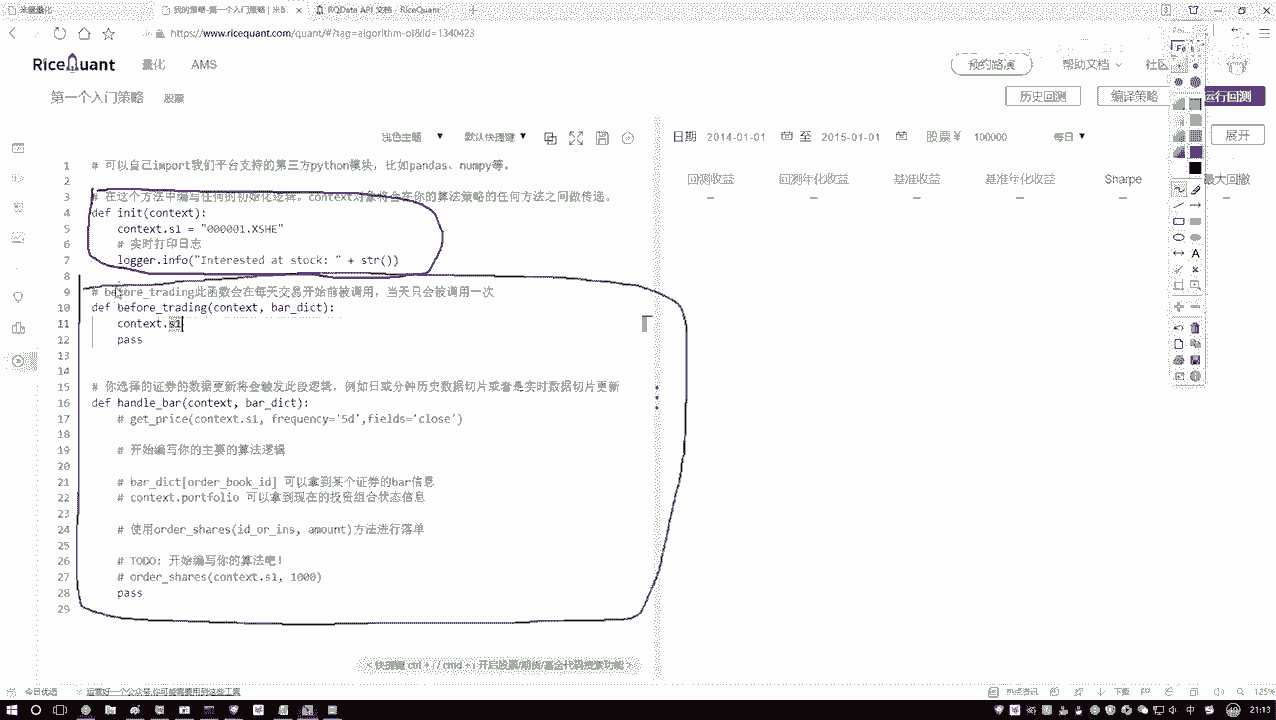 米筐量化
我的策略-第一个入门策略 | 米b
RQData API 文档 - RiceQuant
https://www.ricequant.com/quant/#?tag=algorithm-ol&id=1340423
RiceQuant 量化 AMS 预约路演 帮助文档 社区
第一个入门策略 股票 历史回测 编译策略 运行回测
浅色主题 默认快捷键 日期 2014-01-01 至 2015-01-01 股票¥ 100000 每日 展开
回测收益 回测年化收益 基准收益 基准年化收益 Sharpe 最大回撤
1 # 可以自己import我们平台支持的第三方python模块，比如pandas、numpy等。
2
3 # 在这个方法中编写任何的初始化逻辑。context对象将会在你的算法策略的任何方法之间做传递。
4 def init(context):
5 context.s1 = "000001.XSHE"
6 # 实时打印日志
7 logger.info("Interested at stock: " + str())
8
9 # before_trading此函数会在每天交易开始前被调用，当天只会被调用一次
10 def before_trading(context, bar_dict):
11 context.s1
12 pass
13
14
15 # 你选择的证券的数据更新将会触发此段逻辑，例如日或分钟历史数据切片或者是实时数据切片更新
16 def handle_bar(context, bar_dict):
17 # get_price(context.s1, frequency='5d',fields='close')
18
19 # 开始编写你的主要的算法逻辑
20
21 # bar_dict[order_book_id] 可以拿到某个证券的bar信息
22 # context.portfolio 可以拿到现在的投资组合状态信息
23
24 # 使用order_shares(id_or_ins, amount)方法进行落单
25
26 # TODO: 开始编写你的算法吧！
27 # order_shares(context.s1, 1000)
28 pass
29
< 快捷键 ctrl + i / cmd + i 开启股票/期货/基金代码搜索功能 >
今日优选 运营好一个公众号,你可能需要用到这些工具 热点资讯 下载 125%
中 21:13